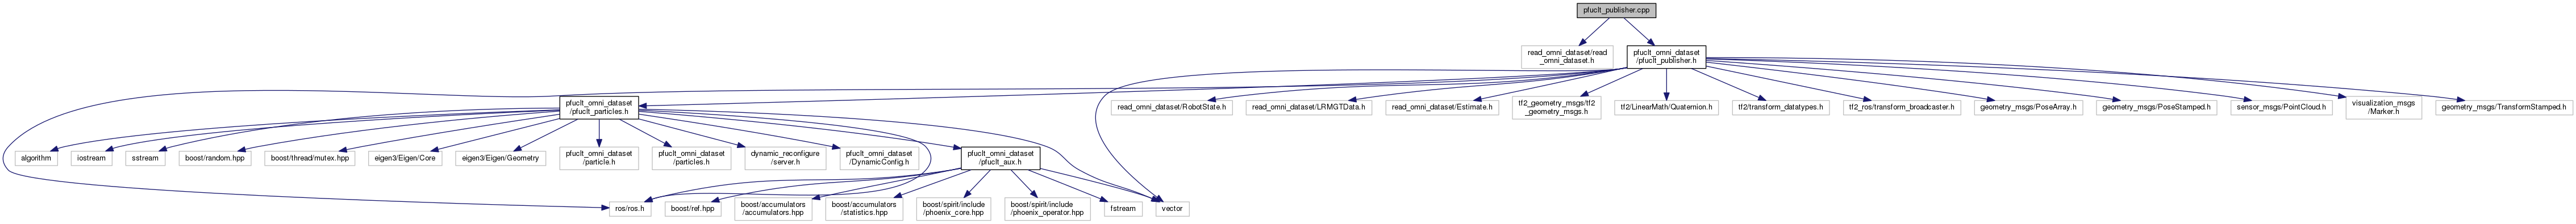 pfuclt_publisher.cpp
read_omni_dataset/read
_omni_dataset.h
pfuclt_omni_dataset
/pfuclt_publisher.h
pfuclt_omni_dataset
/pfuclt_particles.h
read_omni_dataset/RobotState.h
read_omni_dataset/LRMGTData.h
read_omni_dataset/Estimate.h
tf2_geometry_msgs/tf2
_geometry_msgs.h
tf2/LinearMath/Quaternion.h
tf2/transform_datatypes.h
tf2_ros/transform_broadcaster.h
geometry_msgs/PoseArray.h
geometry_msgs/PoseStamped.h
sensor_msgs/PointCloud.h
visualization_msgs
/Marker.h
geometry_msgs/TransformStamped.h
algorithm
iostream
sstream
boost/random.hpp
boost/thread/mutex.hpp
eigen3/Eigen/Core
eigen3/Eigen/Geometry
pfuclt_omni_dataset
/particle.h
pfuclt_omni_dataset
/particles.h
dynamic_reconfigure
/server.h
pfuclt_omni_dataset
/DynamicConfig.h
pfuclt_omni_dataset
/pfuclt_aux.h
ros/ros.h
boost/ref.hpp
boost/accumulators
/accumulators.hpp
boost/accumulators
/statistics.hpp
boost/spirit/include
/phoenix_core.hpp
boost/spirit/include
/phoenix_operator.hpp
fstream
vector